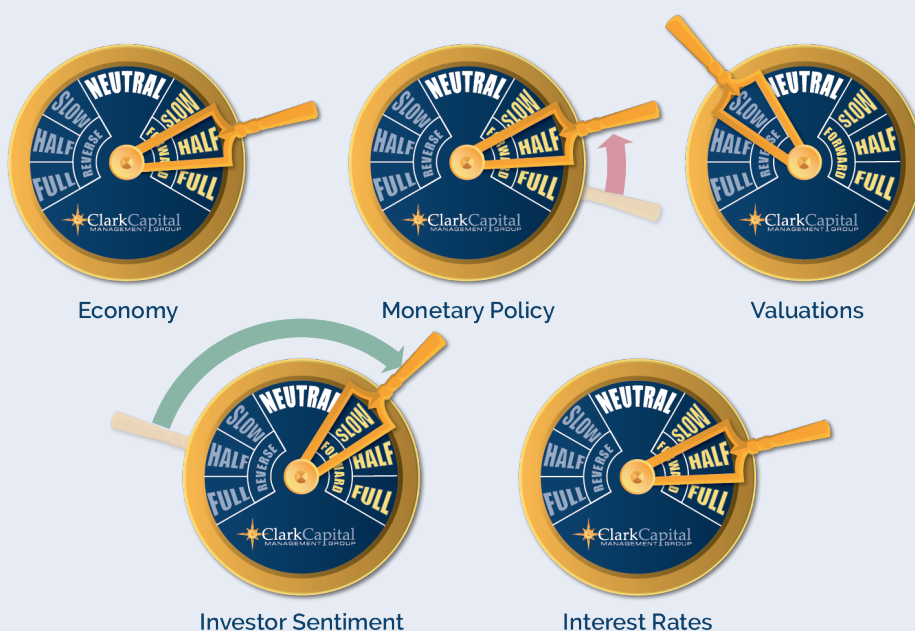 NEUTRAL
SLOW
HALF
FULL
REVERSE
SLOW
HALF
FULL
ClarkCapital
MANAGEMENT GROUP
Economy
NEUTRAL
SLOW
HALF
FULL
REVERSE
SLOW
HALF
FULL
ClarkCapital
MANAGEMENT GROUP
Monetary Policy
NEUTRAL
SLOW
HALF
FULL
SLOW
HALF
FULL
FORWARD
ClarkCapital
MANAGEMENT GROUP
Valuations
NEUTRAL
SLOW
HALF
FULL
REVERSE
SLOW
HALF
FULL
ClarkCapital
MANAGEMENT GROUP
Investor Sentiment
NEUTRAL
SLOW
HALF
FULL
REVERSE
SLOW
HALF
FULL
ClarkCapital
MANAGEMENT GROUP
Interest Rates